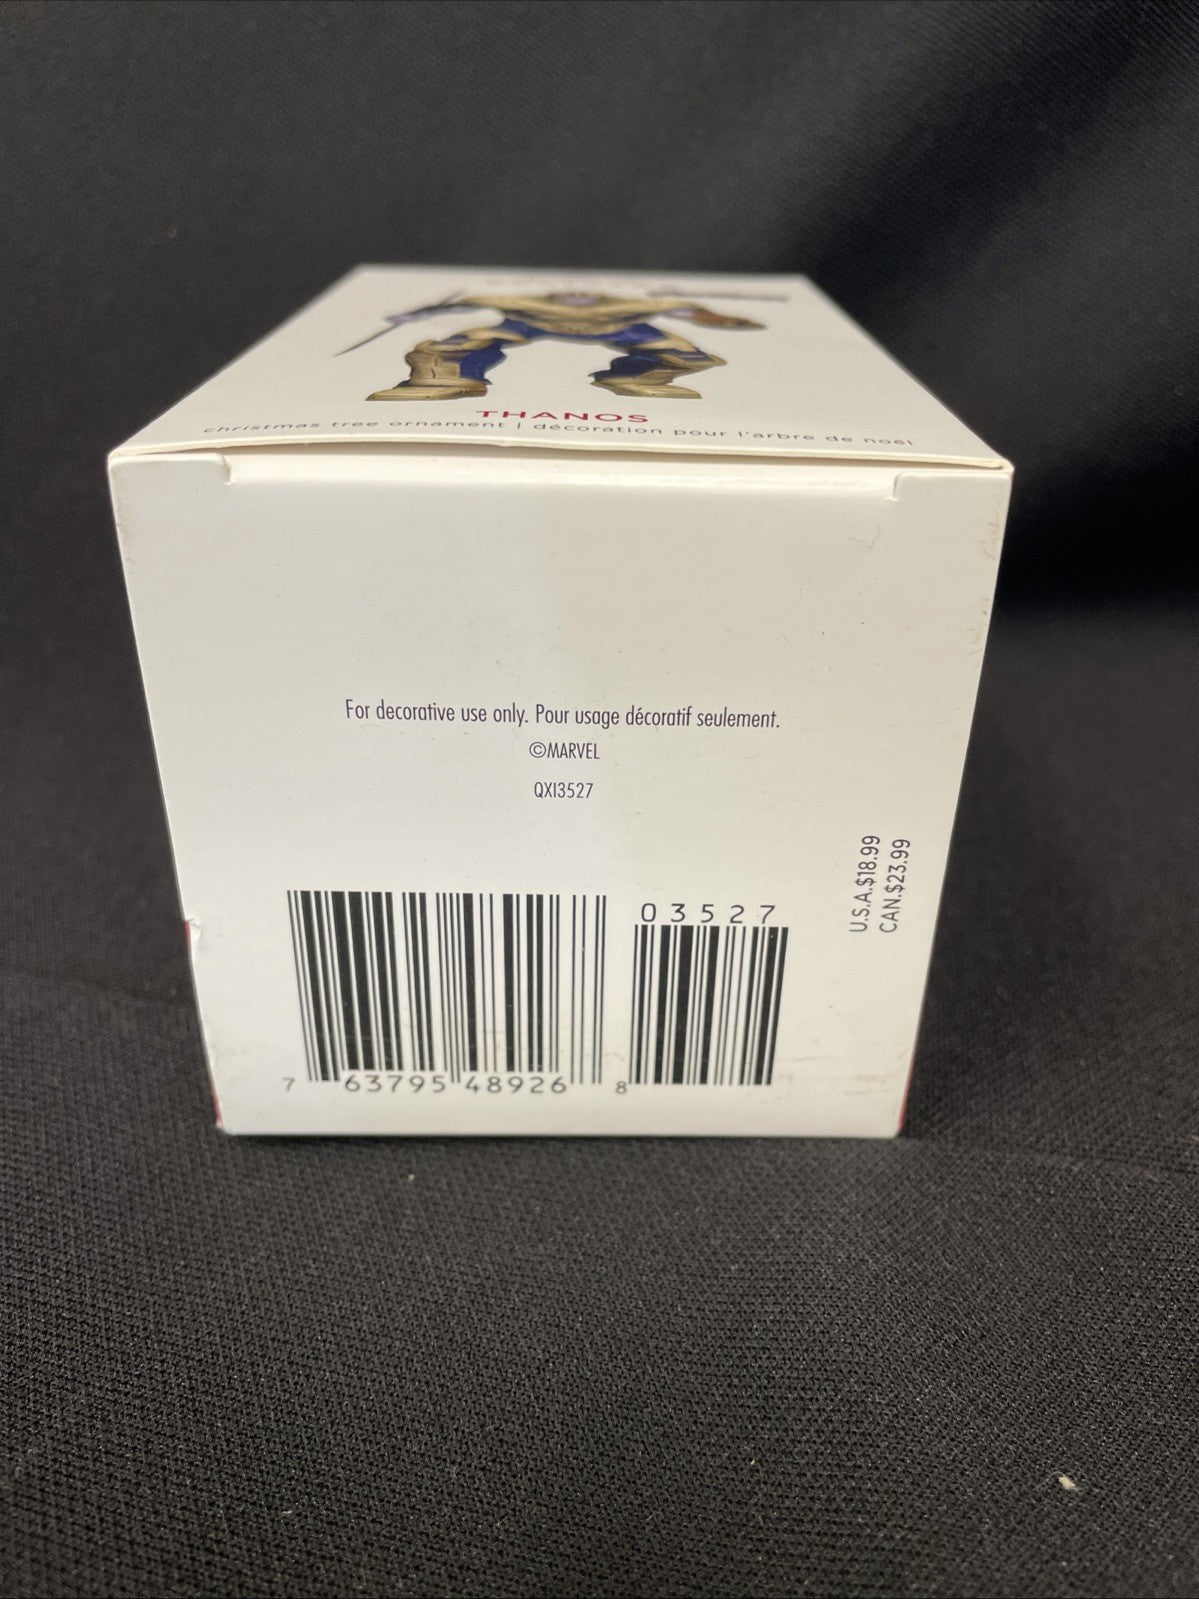 THANOS
christmas tree ornament | décoration pour l'arbre de noël
For decorative use only. Pour usage décoratif seulement.
©MARVEL
QXI3527
U.S.A.$18.99
CAN.$23.99
03527
7 63795 48926 8